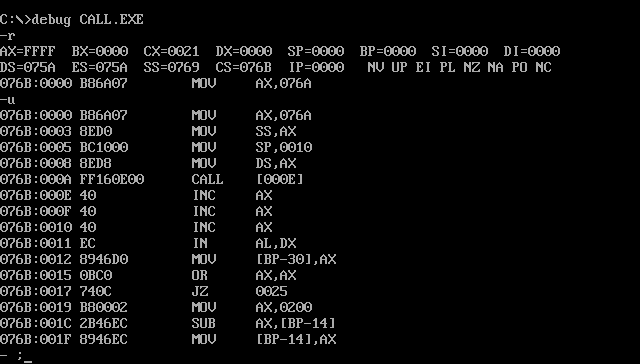 C:\>debug CALL.EXE
-r
AX=FFFF  BX=0000  CX=0021  DX=0000  SP=0000  BP=0000  SI=0000  DI=0000
DS=075A  ES=075A  SS=0769  CS=076B  IP=0000   NV UP EI PL NZ NA PO NC
076B:0000 B86A07        MOV     AX,076A
-u
076B:0000 B86A07        MOV     AX,076A
076B:0003 8ED0          MOV     SS,AX
076B:0005 BC1000        MOV     SP,0010
076B:0008 8ED8          MOV     DS,AX
076B:000A FF160E00      CALL    [000E]
076B:000E 40            INC     AX
076B:000F 40            INC     AX
076B:0010 40            INC     AX
076B:0011 EC            IN      AL,DX
076B:0012 8946D0        MOV     [BP-30],AX
076B:0015 0BC0          OR      AX,AX
076B:0017 740C          JZ      0025
076B:0019 B80002        MOV     AX,0200
076B:001C 2B46EC        SUB     AX,[BP-14]
076B:001F 8946EC        MOV     [BP-14],AX
- ;_